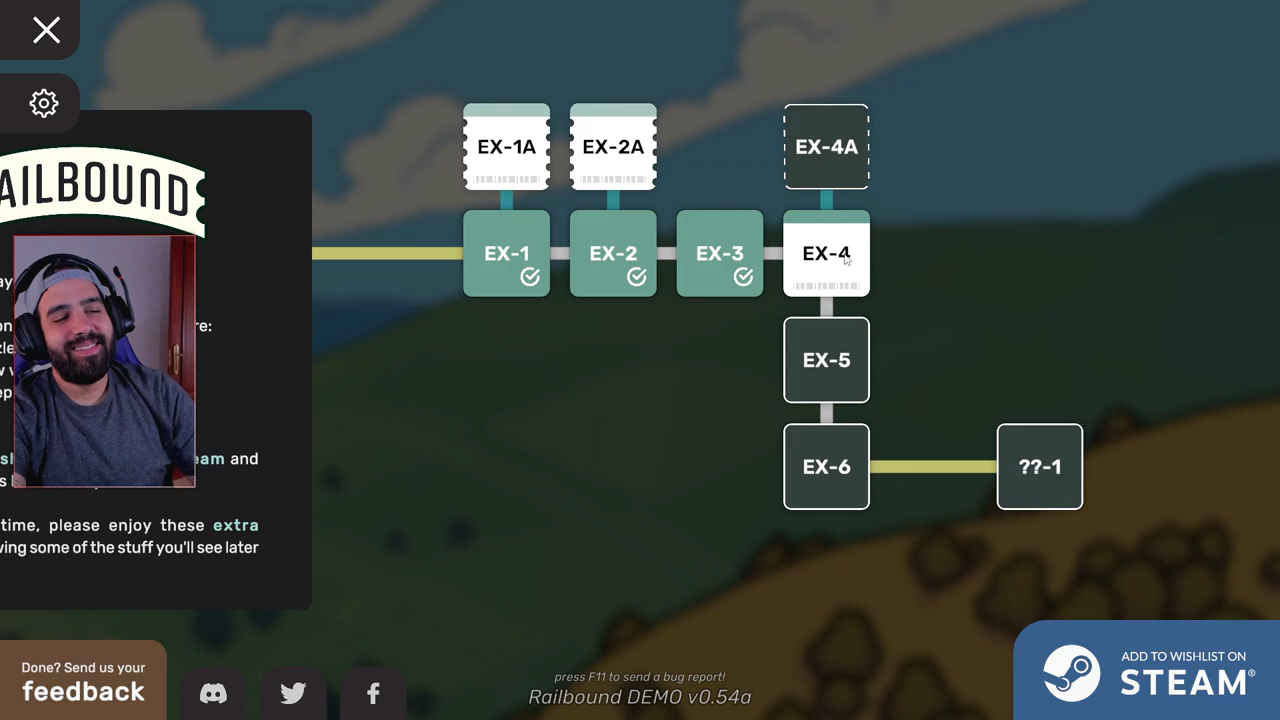 EX-1A
EX-2A
EX-4A
AILBOUND
EX-1
EX-2
EX-3
EX-4
re:
EX-5
eam and
EX-6
??-1
time, please enjoy these extra
ving some of the stuff you'll see later
Done? Send us your
feedback
press F11 to send a bug report!
Railbound DEMO v0.54a
ADD TO WISHLIST ON
STEAM®